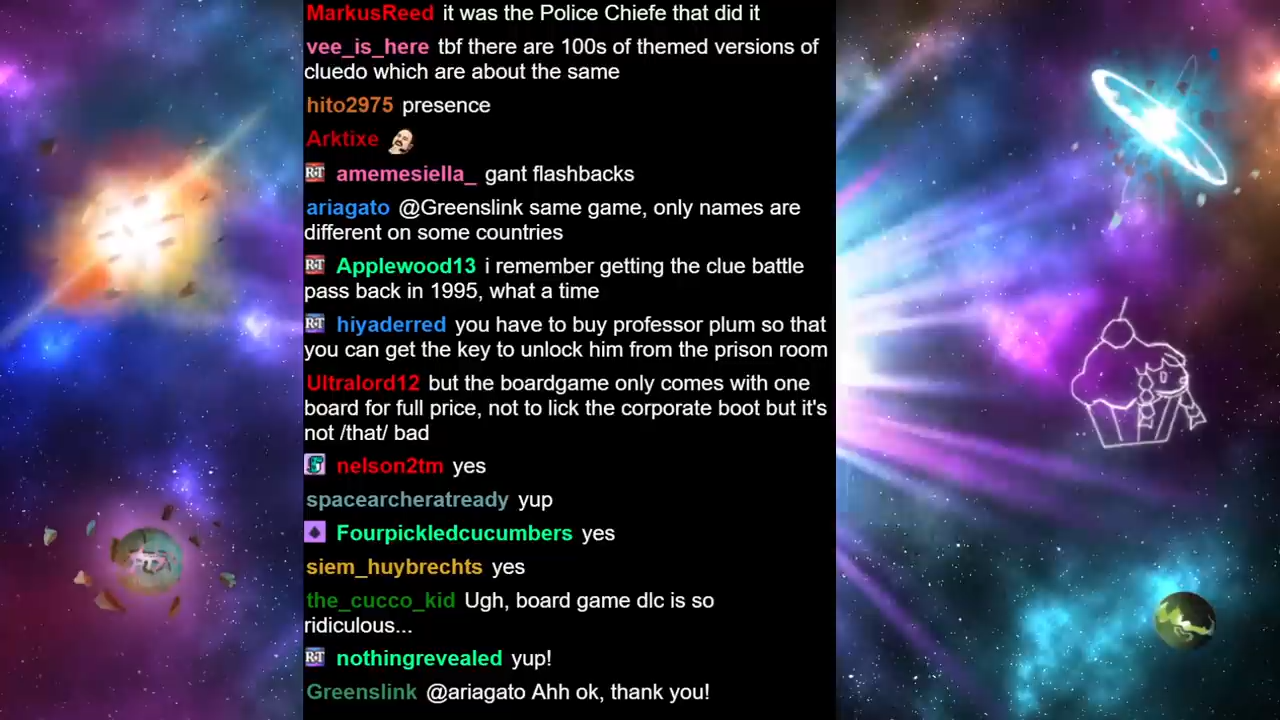 MarkusReed it was the Police Chiefe that did it
vee_is_here tbf there are 100s of themed versions of
cluedo which are about the same
hito2975 presence
Arktixe
RT amemesiella_ gant flashbacks
ariagato @Greenslink same game, only names are
different on some countries
RT Applewood13 i remember getting the clue battle
pass back in 1995, what a time
RT hiyaderred you have to buy professor plum so that
you can get the key to unlock him from the prison room
Ultralord12 but the boardgame only comes with one
board for full price, not to lick the corporate boot but it's
not /that/ bad
nelson2tm yes
spacearcheratready yup
Fourpickledcucumbers yes
siem_huybrechts yes
the_cucco_kid Ugh, board game dlc is so
ridiculous...
RT nothingrevealed yup!
Greenslink @ariagato Ahh ok, thank you!